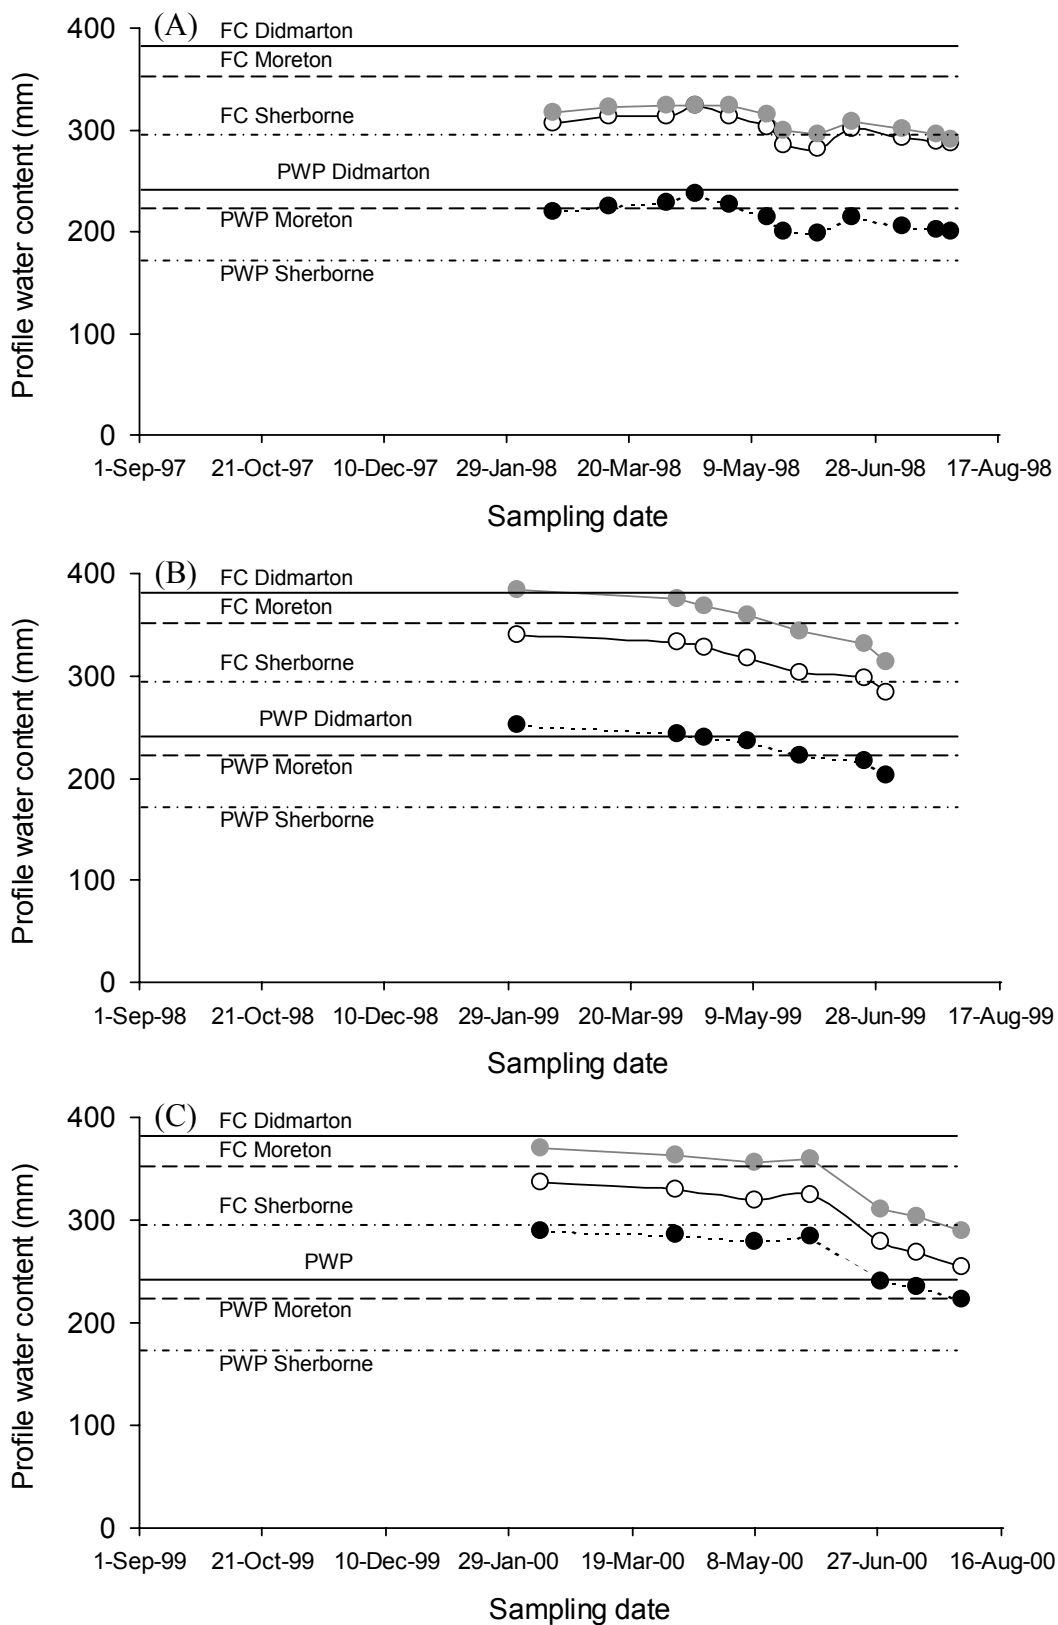 (A)
FC Didmarton
FC Moreton
FC Sherborne
PWP Didmarton
PWP Moreton
PWP Sherborne
Profile water content (mm)
400
300
200
100
0
1-Sep-97 21-Oct-97 10-Dec-97 29-Jan-98 20-Mar-98 9-May-98 28-Jun-98 17-Aug-98
Sampling date
(B)
FC Didmarton
FC Moreton
FC Sherborne
PWP Didmarton
PWP Moreton
PWP Sherborne
Profile water content (mm)
400
300
200
100
0
1-Sep-98 21-Oct-98 10-Dec-98 29-Jan-99 20-Mar-99 9-May-99 28-Jun-99 17-Aug-99
Sampling date
(C)
FC Didmarton
FC Moreton
FC Sherborne
PWP
PWP Moreton
PWP Sherborne
Profile water content (mm)
400
300
200
100
0
1-Sep-99 21-Oct-99 10-Dec-99 29-Jan-00 19-Mar-00 8-May-00 27-Jun-00 16-Aug-00
Sampling date